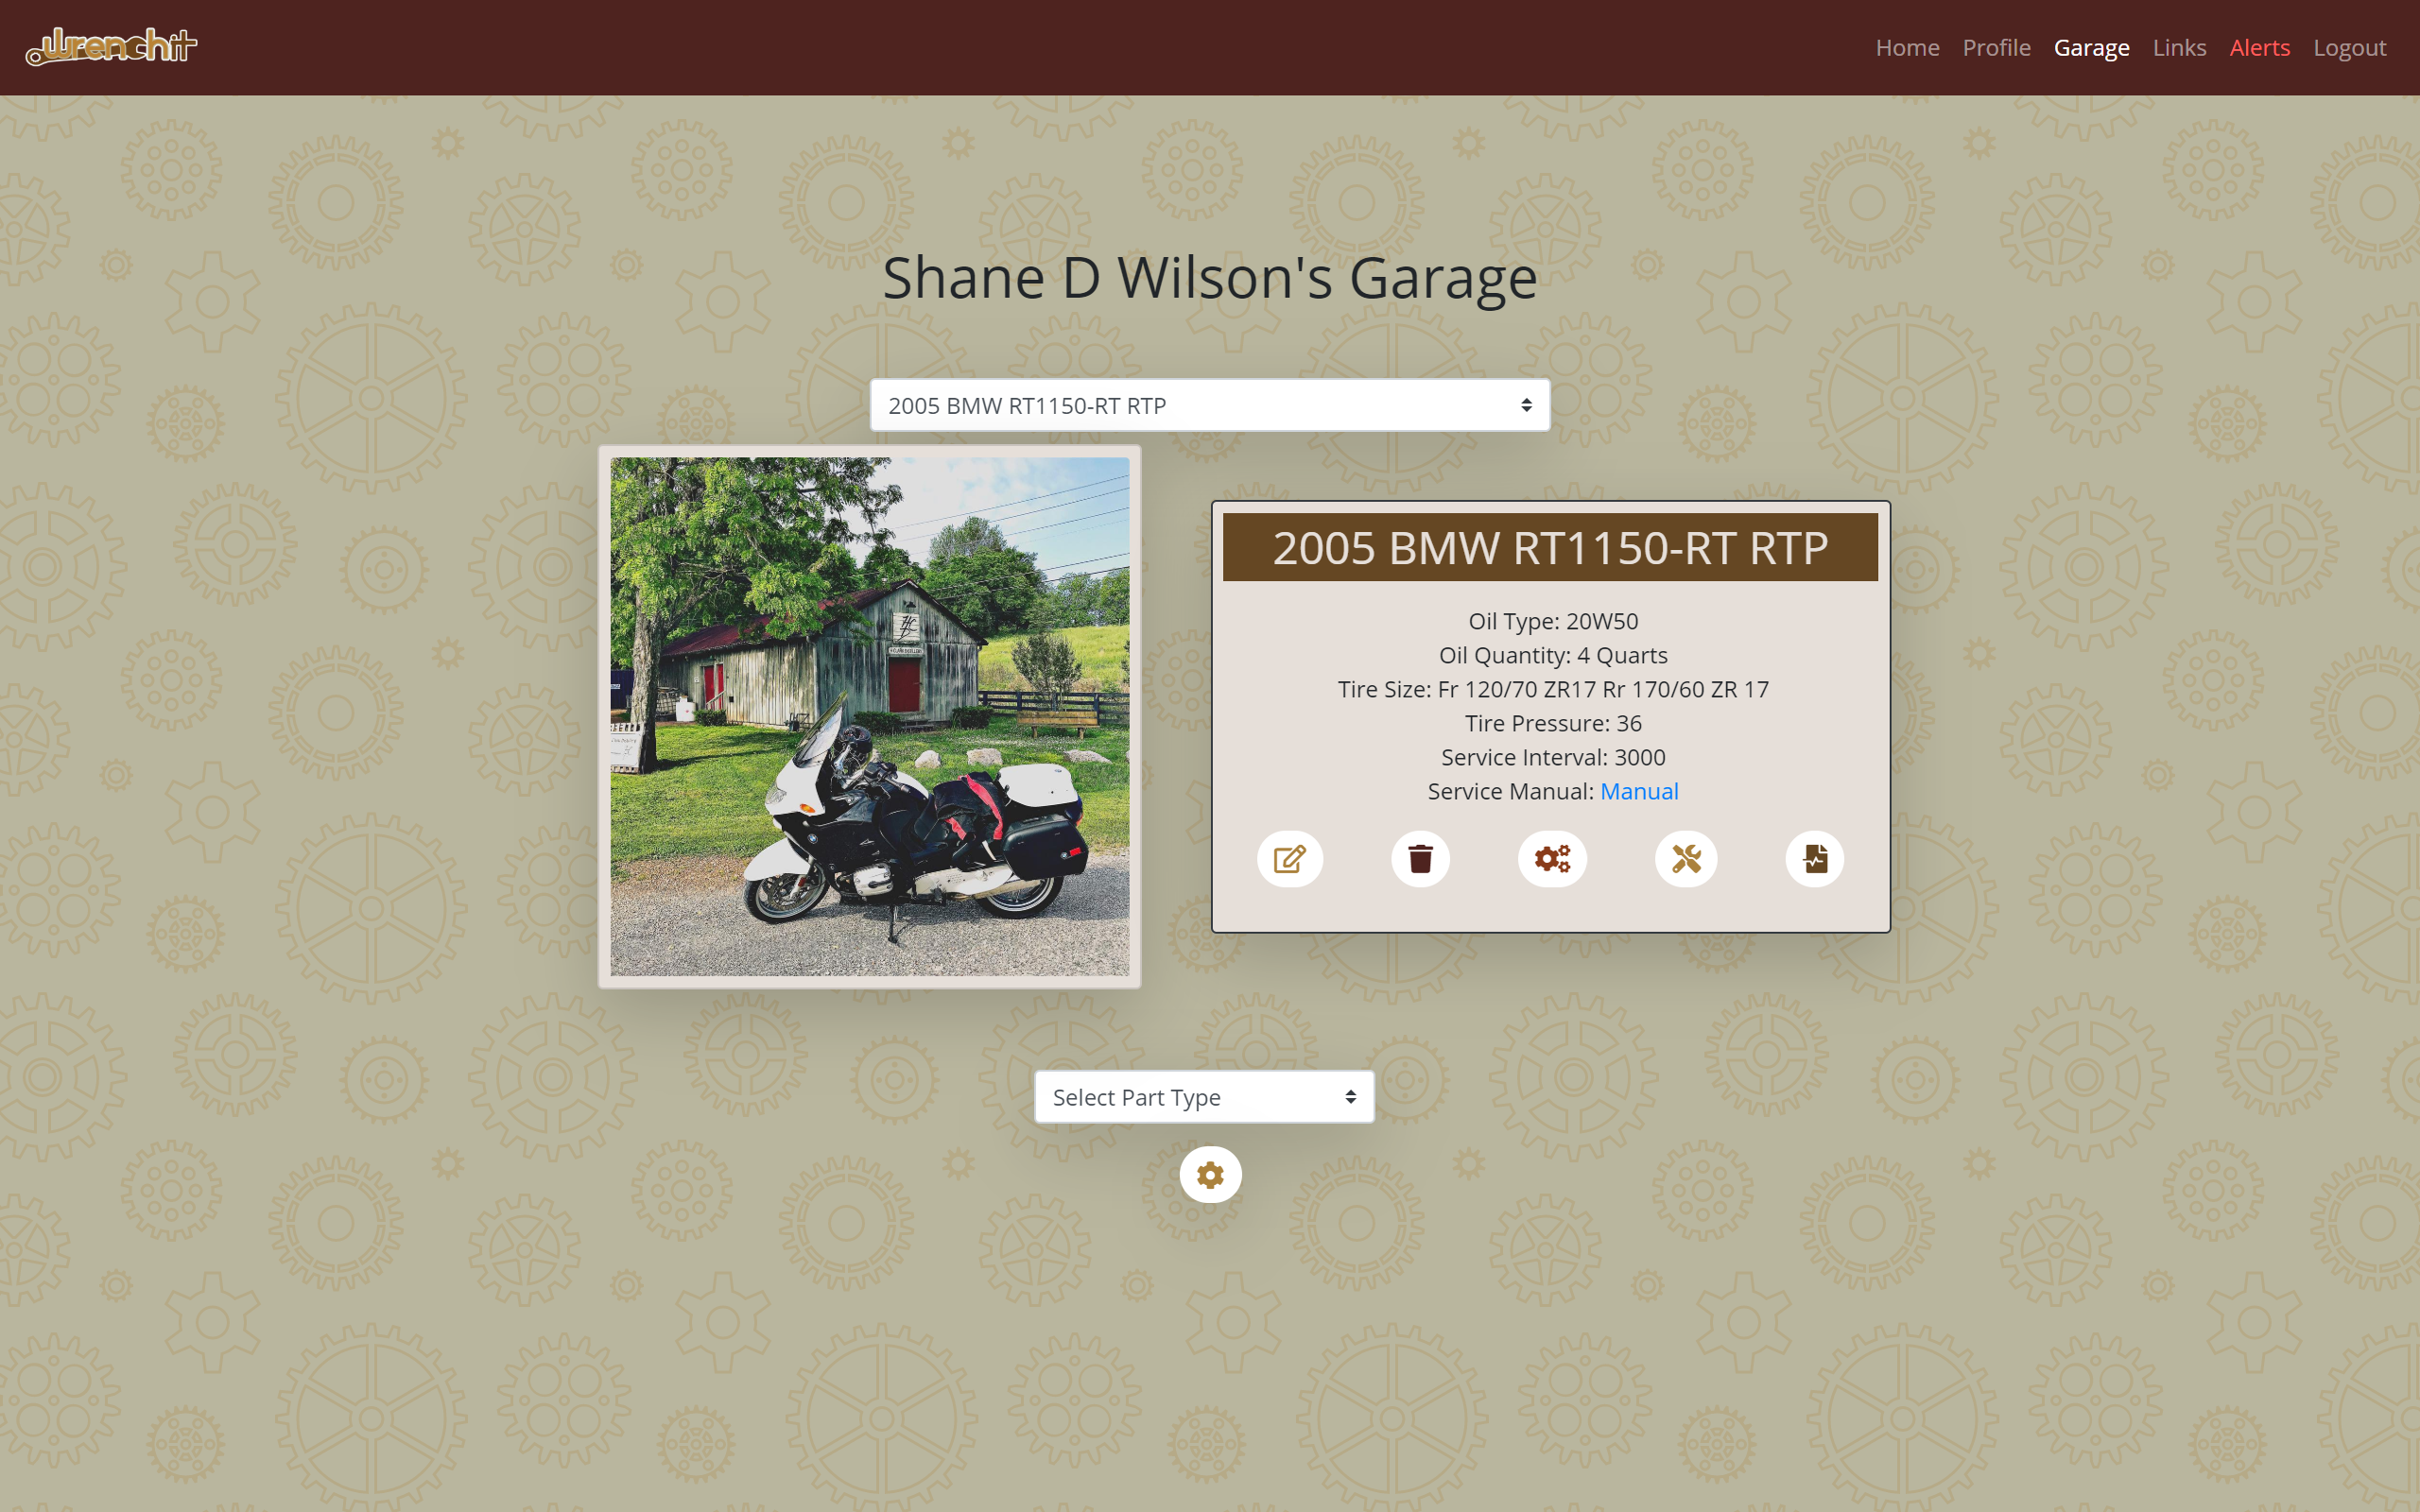 wrenchit
Home Profile Garage Links Alerts Logout
Shane D Wilson's Garage
2005 BMW RT1150-RT RTP
2005 BMW RT1150-RT RTP
Oil Type: 20W50
Oil Quantity: 4 Quarts
Tire Size: Fr 120/70 ZR17 Rr 170/60 ZR 17
Tire Pressure: 36
Service Interval: 3000
Service Manual: Manual
Select Part Type